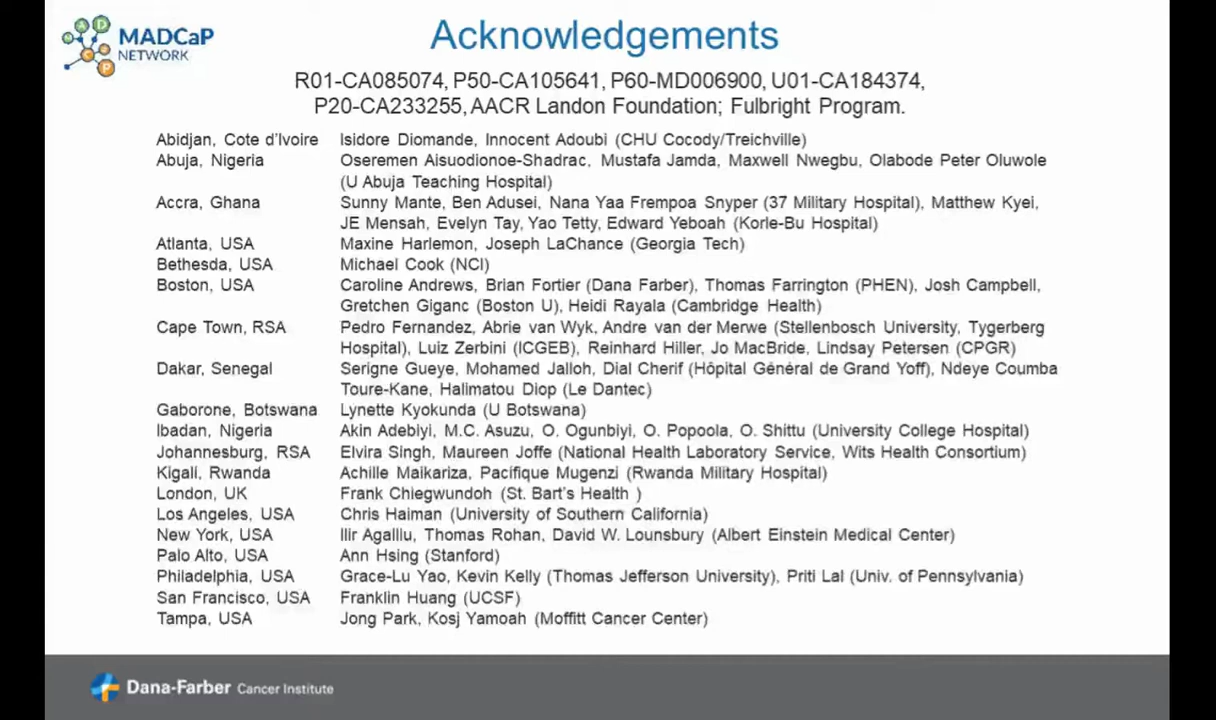 MADCaP
NETWORK
Acknowledgements
R01-CA085074, P50-CA105641, P60-MD006900, U01-CA184374,
P20-CA233255, AACR Landon Foundation; Fulbright Program.
Abidjan, Cote d'Ivoire Isidore Diomande, Innocent Adoubi (CHU Cocody/Treichville)
Abuja, Nigeria Oseremen Aisuodionoe-Shadrac, Mustafa Jamda, Maxwell Nwegbu, Olabode Peter Oluwole
(U Abuja Teaching Hospital)
Accra, Ghana Sunny Mante, Ben Adusei, Nana Yaa Frempoa Snyper (37 Military Hospital), Matthew Kyei,
JE Mensah, Evelyn Tay, Yao Tetty, Edward Yeboah (Korle-Bu Hospital)
Atlanta, USA Maxine Harlemon, Joseph LaChance (Georgia Tech)
Bethesda, USA Michael Cook (NCI)
Boston, USA Caroline Andrews, Brian Fortier (Dana Farber), Thomas Farrington (PHEN), Josh Campbell,
Gretchen Giganc (Boston U), Heidi Rayala (Cambridge Health)
Cape Town, RSA Pedro Fernandez, Abrie van Wyk, Andre van der Merwe (Stellenbosch University, Tygerberg
Hospital), Luiz Zerbini (ICGEB), Reinhard Hiller, Jo MacBride, Lindsay Petersen (CPGR)
Dakar, Senegal Serigne Gueye, Mohamed Jalloh, Dial Cherif (Hôpital Général de Grand Yoff), Ndeye Coumba
Toure-Kane, Halimatou Diop (Le Dantec)
Gaborone, Botswana Lynette Kyokunda (U Botswana)
Ibadan, Nigeria Akin Adebiyi, M.C. Asuzu, O. Ogunbiyi, O. Popoola, O. Shittu (University College Hospital)
Johannesburg, RSA Elvira Singh, Maureen Joffe (National Health Laboratory Service, Wits Health Consortium)
Kigali, Rwanda Achille Maikariza, Pacifique Mugenzi (Rwanda Military Hospital)
London, UK Frank Chiegwundoh (St. Bart's Health )
Los Angeles, USA Chris Haiman (University of Southern California)
New York, USA Ilir Agalliu, Thomas Rohan, David W. Lounsbury (Albert Einstein Medical Center)
Palo Alto, USA Ann Hsing (Stanford)
Philadelphia, USA Grace-Lu Yao, Kevin Kelly (Thomas Jefferson University), Priti Lal (Univ. of Pennsylvania)
San Francisco, USA Franklin Huang (UCSF)
Tampa, USA Jong Park, Kosj Yamoah (Moffitt Cancer Center)
Dana-Farber Cancer Institute